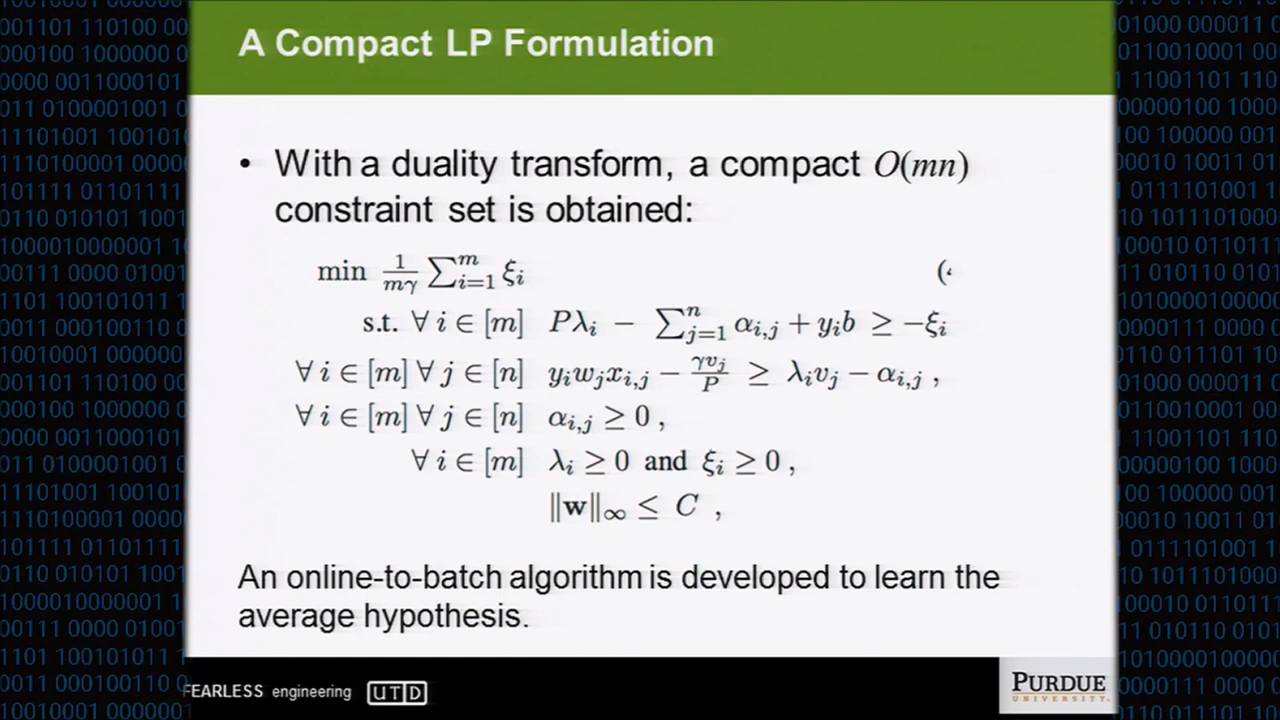 A Compact LP Formulation
• With a duality transform, a compact O(mn)
constraint set is obtained:
min 1/(mγ) ∑_{i=1}^{m} ξ_i (
s.t. ∀ i ∈ [m] Pλ_i − ∑_{j=1}^{n} α_{i,j} + y_i b ≥ −ξ_i
∀ i ∈ [m] ∀ j ∈ [n] y_i w_j x_{i,j} − γv_j/P ≥ λ_i v_j − α_{i,j} ,
∀ i ∈ [m] ∀ j ∈ [n] α_{i,j} ≥ 0 ,
∀ i ∈ [m] λ_i ≥ 0 and ξ_i ≥ 0 ,
‖w‖_∞ ≤ C ,
An online-to-batch algorithm is developed to learn the
average hypothesis.
FEARLESS engineering UTD
PURDUE
UNIVERSITY